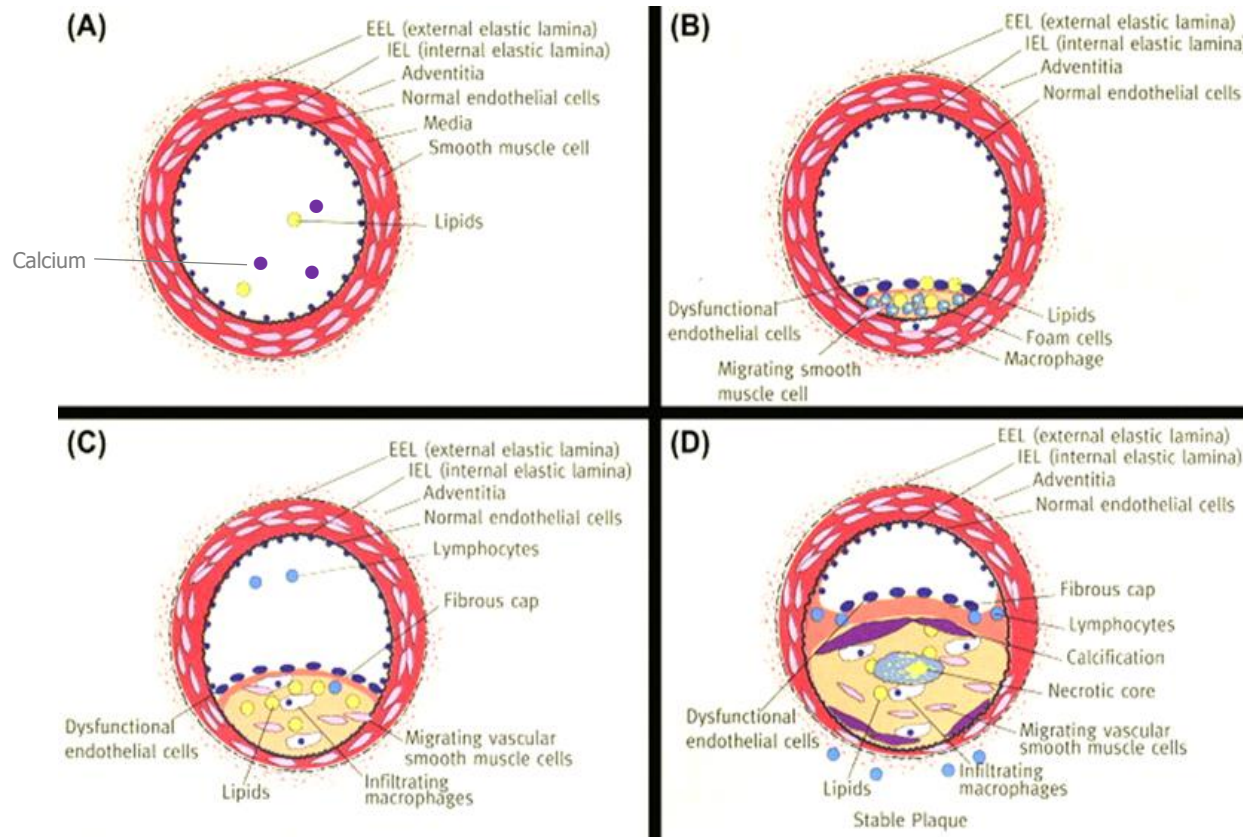 (A)
EEL (external elastic lamina)
IEL (internal elastic lamina)
Adventitia
Normal endothelial cells
Media
Smooth muscle cell
Lipids
Calcium
(B)
EEL (external elastic lamina)
IEL (internal elastic lamina)
Adventitia
Normal endothelial cells
Dysfunctional
endothelial cells
Lipids
Foam cells
Macrophage
Migrating smooth
muscle cell
(C)
EEL (external elastic lamina)
IEL (internal elastic lamina)
Adventitia
Normal endothelial cells
Lymphocytes
Fibrous cap
Dysfunctional
endothelial cells
Lipids
Infiltrating
macrophages
Migrating vascular
smooth muscle cells
(D)
EEL (external elastic lamina)
IEL (internal elastic lamina)
Adventitia
Normal endothelial cells
Fibrous cap
Lymphocytes
Calcification
Necrotic core
Dysfunctional
endothelial cells
Migrating vascular
smooth muscle cells
Lipids
Infiltrating
macrophages
Stable Plaque